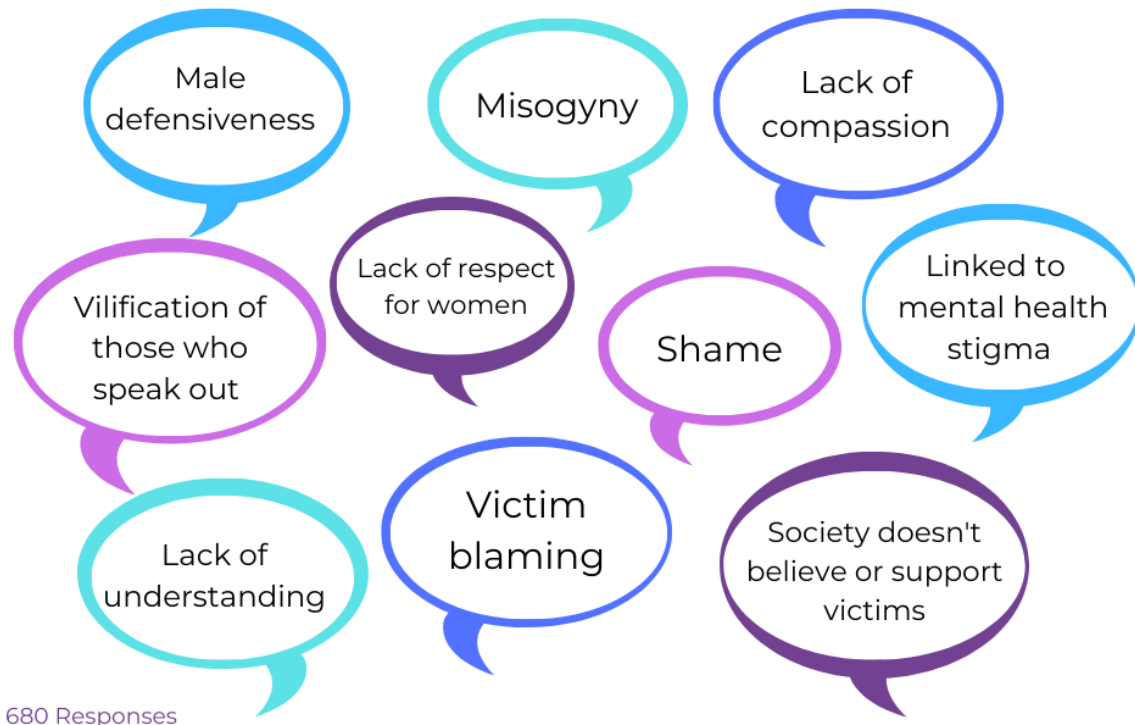 Male
defensiveness
Misogyny
Lack of
compassion
Vilification of
those who
speak out
Lack of respect
for women
Shame
Linked to
mental health
stigma
Lack of
understanding
Victim
blaming
Society doesn't
believe or support
victims
680 Responses